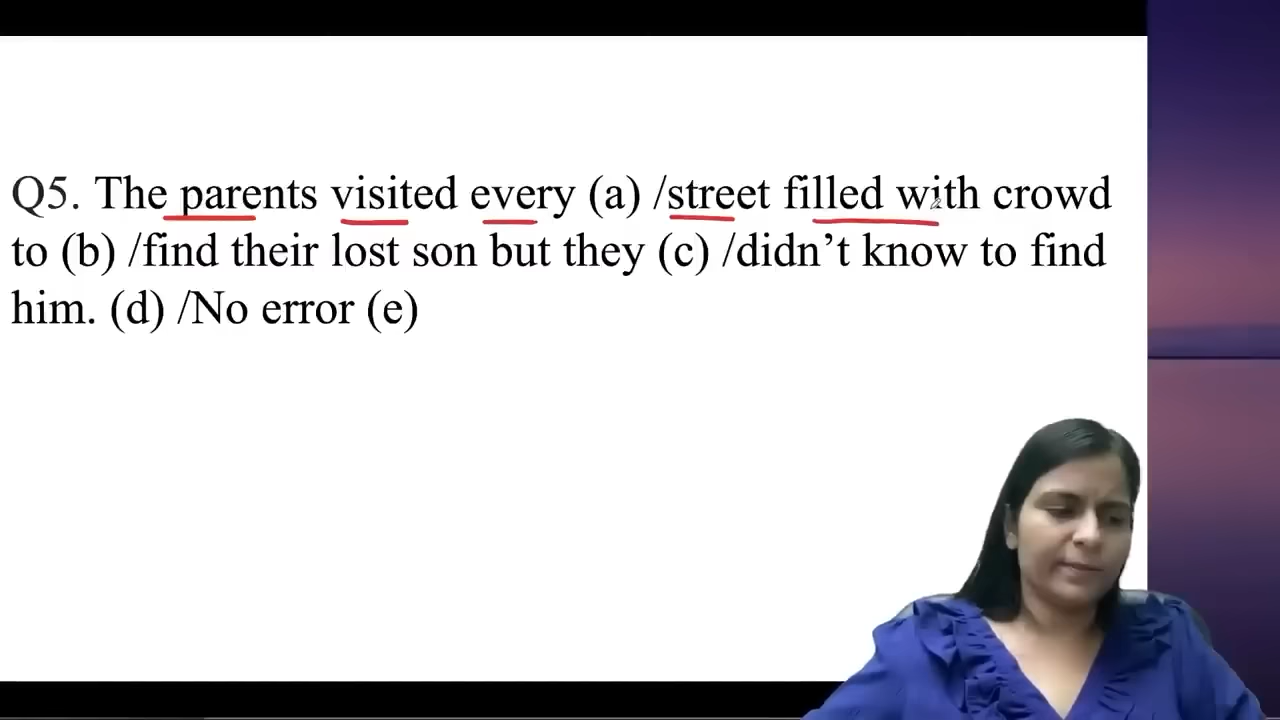 Q5. The parents visited every (a) /street filled with crowd
to (b) /find their lost son but they (c) /didn’t know to find
him. (d) /No error (e)